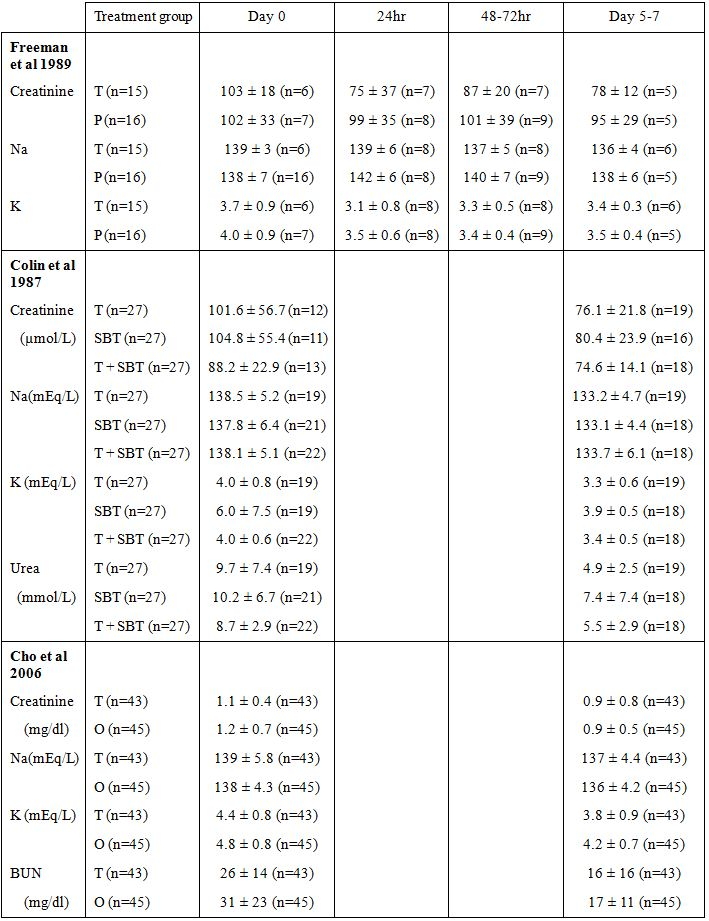 Treatment group Day 0 24hr 48-72hr Day 5-7
Freeman
et al 1989
Creatinine T (n=15) 103 ± 18 (n=6) 75 ± 37 (n=7) 87 ± 20 (n=7) 78 ± 12 (n=5)
P(n=16) 102 ± 33 (n=7) 99 ± 35 (n=8) 101 ± 39 (n=9) 95 ± 29 (n=5)
Na T (n=15) 139 ± 3 (n=6) 139 ± 6 (n=8) 137 ± 5 (n=8) 136 ± 4 (n=6)
P(n=16) 138 ± 7 (n=16) 142 ± 6 (n=8) 140 ± 7 (n=9) 138 ± 6 (n=5)
K T (n=15) 3.7 ± 0.9 (n=6) 3.1 ± 0.8 (n=8) 3.3 ± 0.5 (n=8) 3.4 ± 0.3 (n=6)
P(n=16) 4.0 ± 0.9 (n=7) 3.5 ± 0.6 (n=8) 3.4 ± 0.4 (n=9) 3.5 ± 0.4 (n=5)
Colin et al
1987
Creatinine T (n=27) 101.6 ± 56.7 (n=12) 76.1 ± 21.8 (n=19)
(µmol/L) SBT (n=27) 104.8 ± 55.4 (n=11) 80.4 ± 23.9 (n=16)
T + SBT (n=27) 88.2 ± 22.9 (n=13) 74.6 ± 14.1 (n=18)
Na(mEq/L) T (n=27) 138.5 ± 5.2 (n=19) 133.2 ± 4.7 (n=19)
SBT (n=27) 137.8 ± 6.4 (n=21) 133.1 ± 4.4 (n=18)
T + SBT (n=27) 138.1 ± 5.1 (n=22) 133.7 ± 6.1 (n=18)
K (mEq/L) T (n=27) 4.0 ± 0.8 (n=19) 3.3 ± 0.6 (n=19)
SBT (n=27) 6.0 ± 7.5 (n=19) 3.9 ± 0.5 (n=18)
T + SBT (n=27) 4.0 ± 0.6 (n=22) 3.4 ± 0.5 (n=18)
Urea T (n=27) 9.7 ± 7.4 (n=19) 4.9 ± 2.5 (n=19)
(mmol/L) SBT (n=27) 10.2 ± 6.7 (n=21) 7.4 ± 7.4 (n=18)
T + SBT (n=27) 8.7 ± 2.9 (n=22) 5.5 ± 2.9 (n=18)
Cho et al
2006
Creatinine T (n=43) 1.1 ± 0.4 (n=43) 0.9 ± 0.8 (n=43)
(mg/dl) O (n=45) 1.2 ± 0.7 (n=45) 0.9 ± 0.5 (n=45)
Na(mEq/L) T (n=43) 139 ± 5.8 (n=43) 137 ± 4.4 (n=43)
O (n=45) 138 ± 4.3 (n=45) 136 ± 4.2 (n=45)
K (mEq/L) T (n=43) 4.4 ± 0.8 (n=43) 3.8 ± 0.9 (n=43)
O (n=45) 4.8 ± 0.8 (n=45) 4.2 ± 0.7 (n=45)
BUN T (n=43) 26 ± 14 (n=43) 16 ± 16 (n=43)
(mg/dl) O (n=45) 31 ± 23 (n=45) 17 ± 11 (n=45)